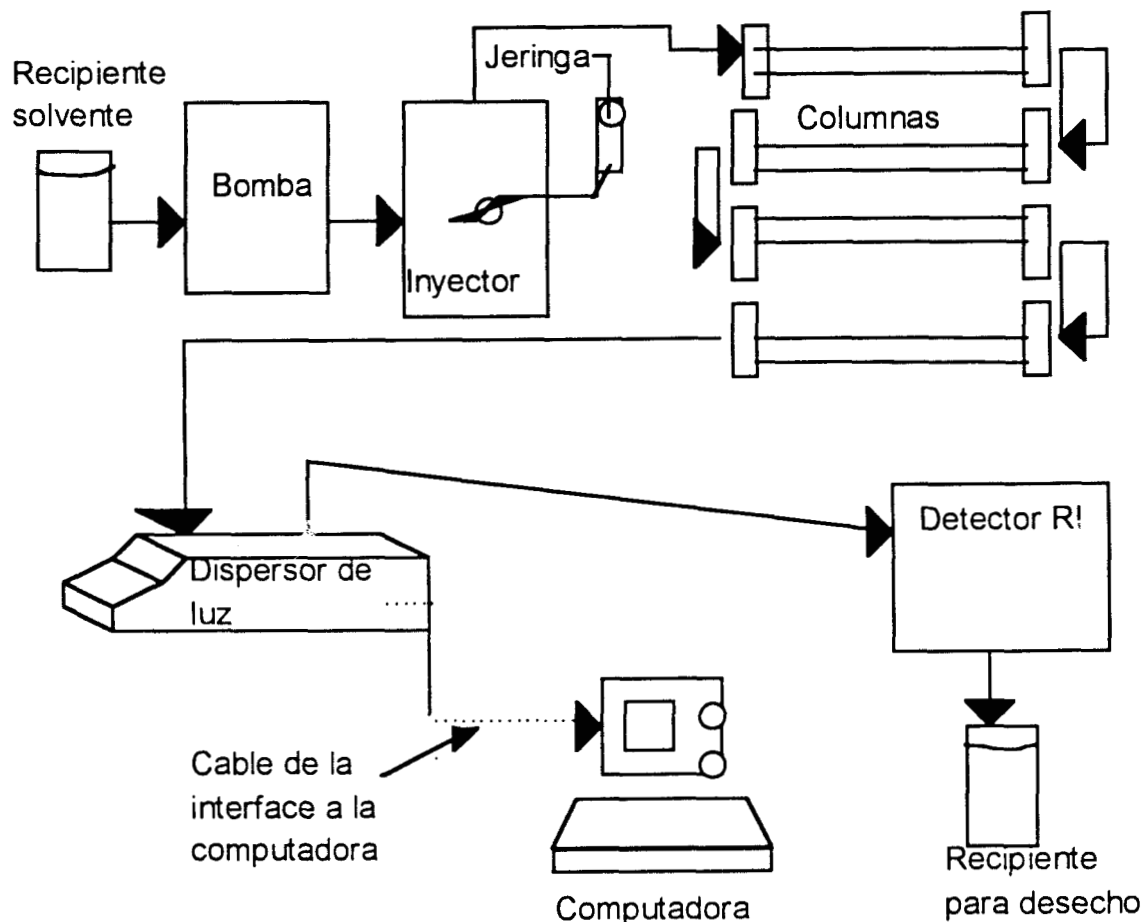 Recipiente
solvente
Jeringa
Bomba
Inyector
Columnas
Dispersor de
luz
Detector RI
Cable de la
interface a la
computadora
Computadora
Recipiente
para desecho